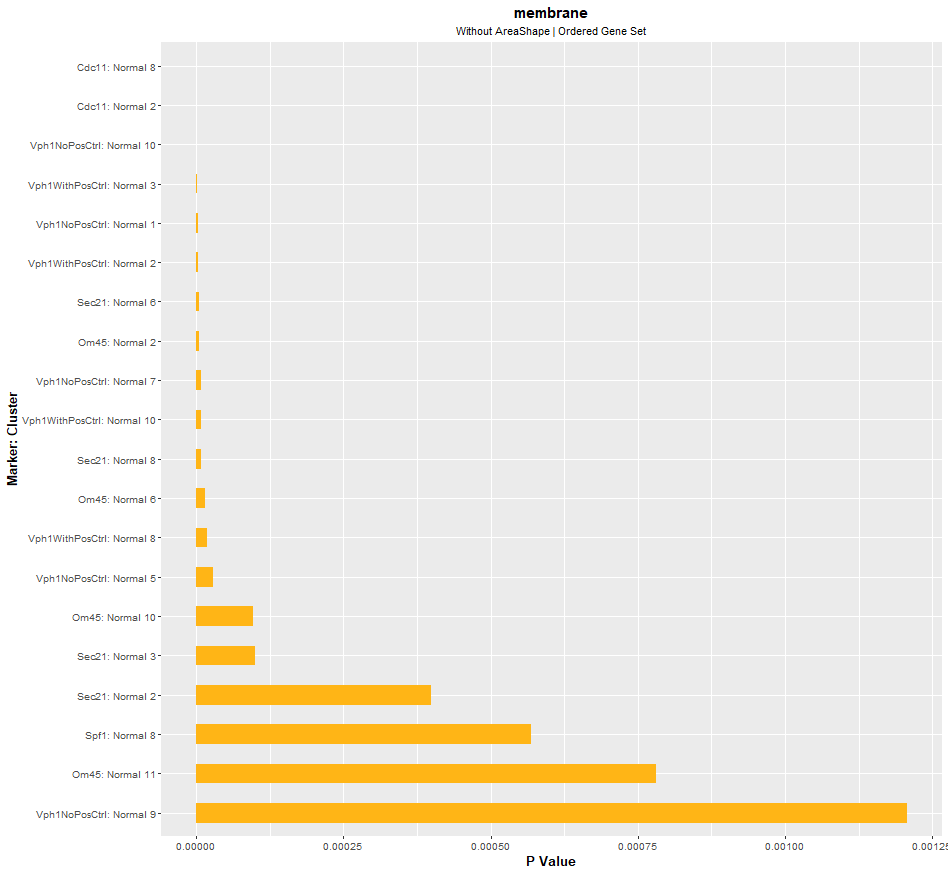 membrane
Without AreaShape | Ordered Gene Set
Cdc11: Normal 8
Cdc11: Normal 2
Vph1NoPosCtrl: Normal 10
Vph1WithPosCtrl: Normal 3
Vph1NoPosCtrl: Normal 1
Vph1WithPosCtrl: Normal 2
Sec21: Normal 6
Om45: Normal 2
Vph1NoPosCtrl: Normal 7
Vph1WithPosCtrl: Normal 10
Sec21: Normal 8
Om45: Normal 6
Vph1WithPosCtrl: Normal 8
Vph1NoPosCtrl: Normal 5
Om45: Normal 10
Sec21: Normal 3
Sec21: Normal 2
Spf1: Normal 8
Om45: Normal 11
Vph1NoPosCtrl: Normal 9
Marker: Cluster
0.00000 0.00025 0.00050 0.00075 0.00100 0.00125
P Value